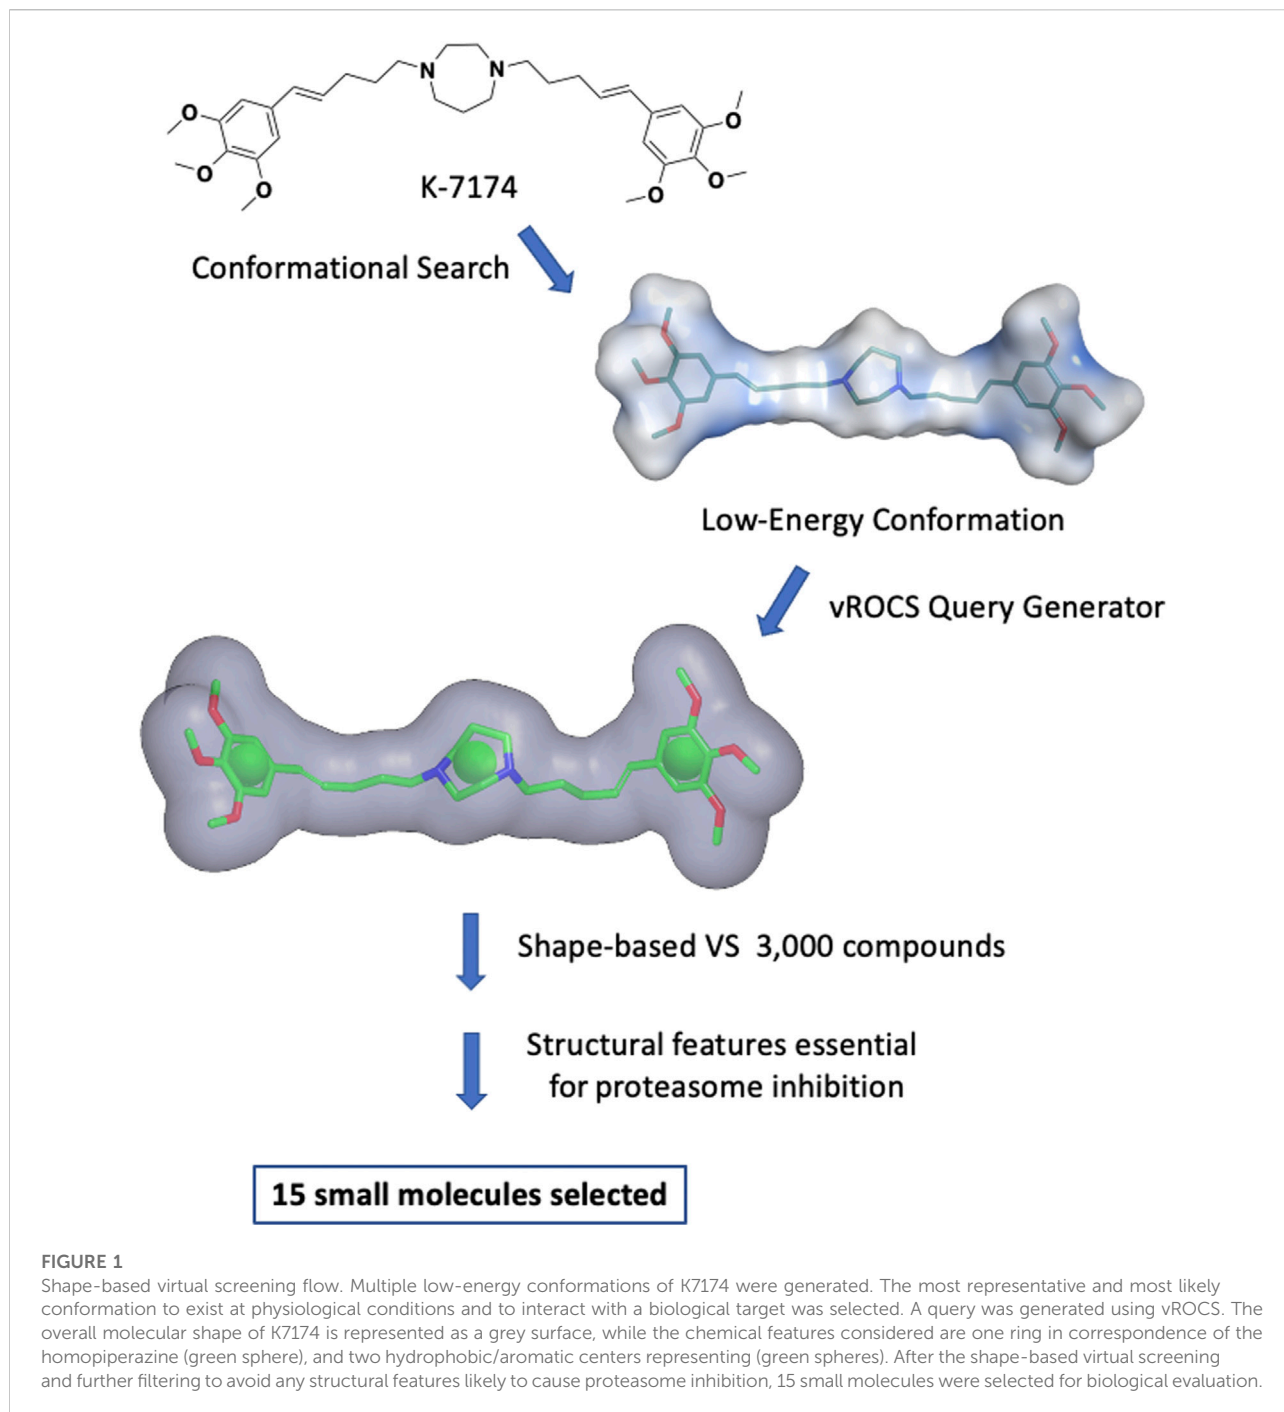 N
N
O
O
O
O
O
O
K-7174
Conformational Search
Low-Energy Conformation
vROCS Query Generator
Shape-based VS 3,000 compounds
Structural features essential
for proteasome inhibition
15 small molecules selected
FIGURE 1
Shape-based virtual screening flow. Multiple low-energy conformations of K7174 were generated. The most representative and most likely
conformation to exist at physiological conditions and to interact with a biological target was selected. A query was generated using vROCS. The
overall molecular shape of K7174 is represented as a grey surface, while the chemical features considered are one ring in correspondence of the
homopiperazine (green sphere), and two hydrophobic/aromatic centers representing (green spheres). After the shape-based virtual screening
and further filtering to avoid any structural features likely to cause proteasome inhibition, 15 small molecules were selected for biological evaluation.